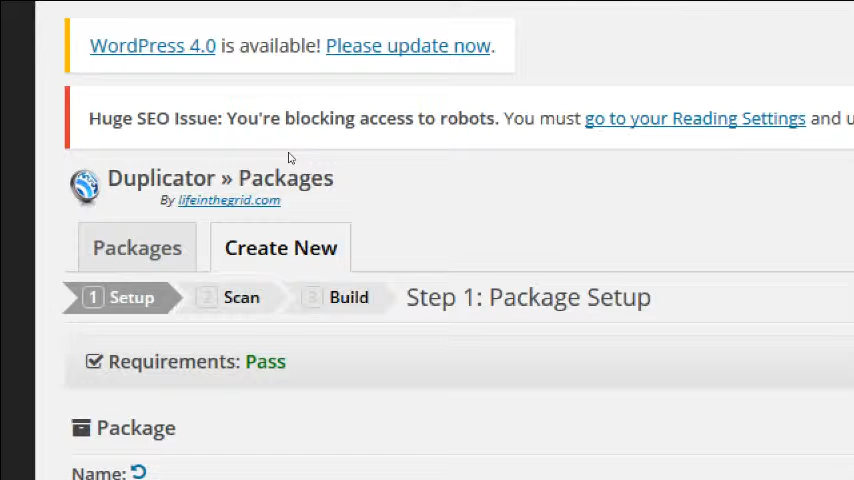 WordPress 4.0 is available! Please update now.
Huge SEO Issue: You're blocking access to robots. You must go to your Reading Settings and u
Duplicator » Packages
By lifeinthegrid.com
Packages
Create New
1 Setup
2 Scan
3 Build
Step 1: Package Setup
Requirements: Pass
Package
Name: